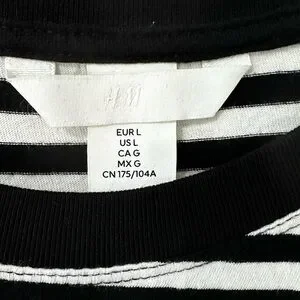 H&M
EUR L
US L
CA G
MX G
CN 175/104A